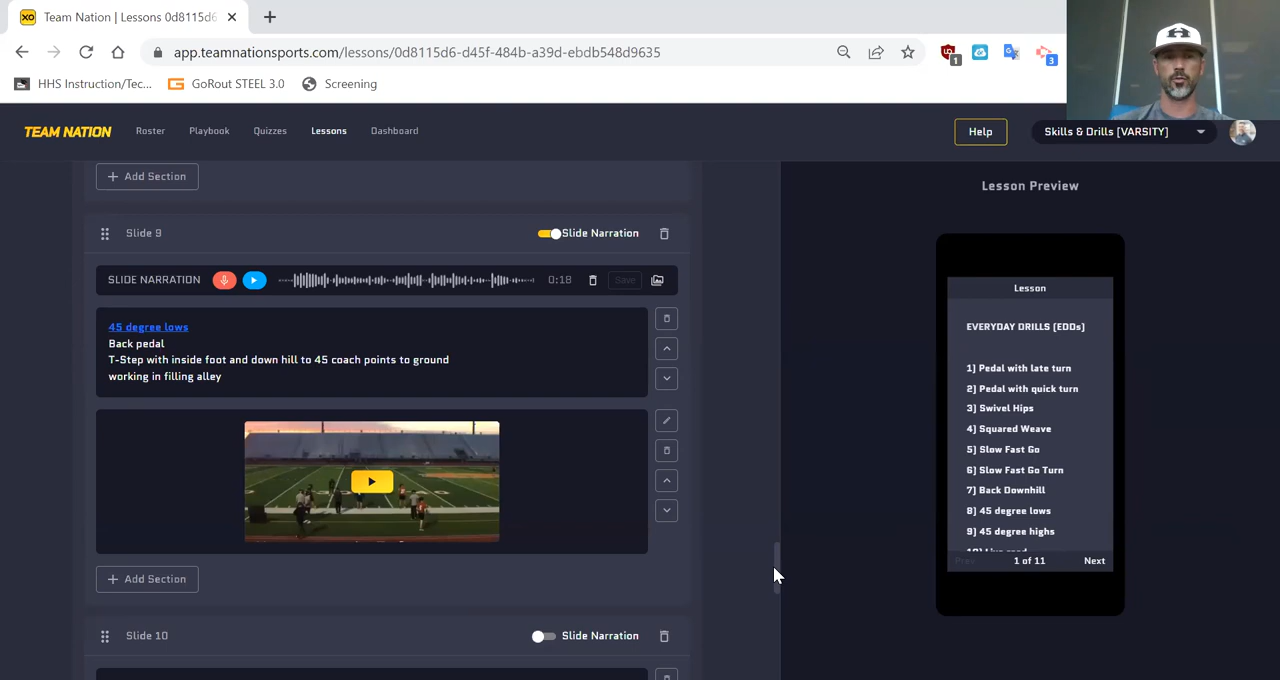 Team Nation | Lessons 0d8115d6
app.teamnationsports.com/lessons/0d8115d6-d45f-484b-a39d-ebdb548d9635
1
3
HHS Instruction/Tec...
GoRout STEEL 3.0
Screening
TEAM NATION
Roster
Playbook
Quizzes
Lessons
Dashboard
Help
Skills & Drills [VARSITY]
Add Section
Slide 9
Slide Narration
SLIDE NARRATION
0:18
Save
45 degree lows
Back pedal
T-Step with inside foot and down hill to 45 coach points to ground
working in filling alley
Add Section
Slide 10
Slide Narration
Lesson Preview
Lesson
EVERYDAY DRILLS [EDDs]
1] Pedal with late turn
2] Pedal with quick turn
3] Swivel Hips
4] Squared Weave
5] Slow Fast Go
6] Slow Fast Go Turn
7] Back Downhill
8] 45 degree lows
9] 45 degree highs
Prev
1 of 11
Next